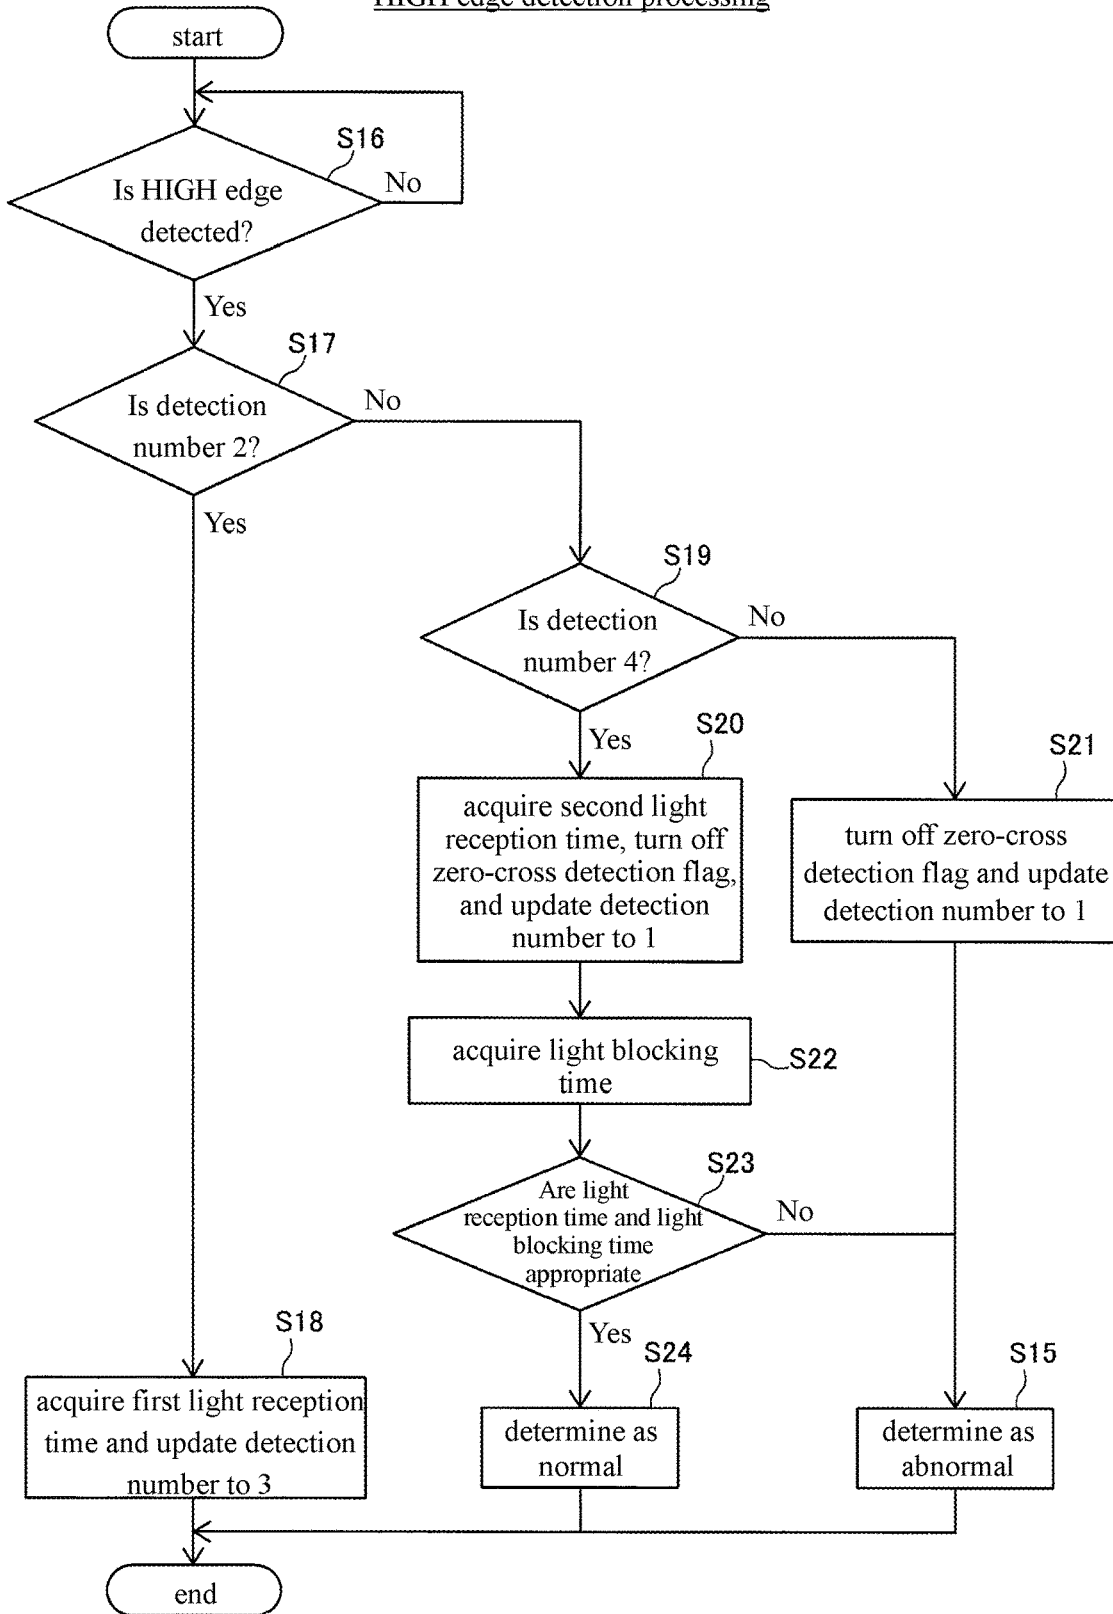 HIGH edge detection processing
start
S16
Is HIGH edge
detected?
No
Yes
S17
Is detection
number 2?
No
Yes
S19
Is detection
number 4?
No
Yes
S20
acquire second light
reception time, turn off
zero-cross detection flag,
and update detection
number to 1
S21
turn off zero-cross
detection flag and update
detection number to 1
acquire light blocking
time
S22
S23
Are light
reception time and light
blocking time
appropriate
No
Yes
S18
acquire first light reception
time and update detection
number to 3
S24
determine as
normal
S15
determine as
abnormal
end